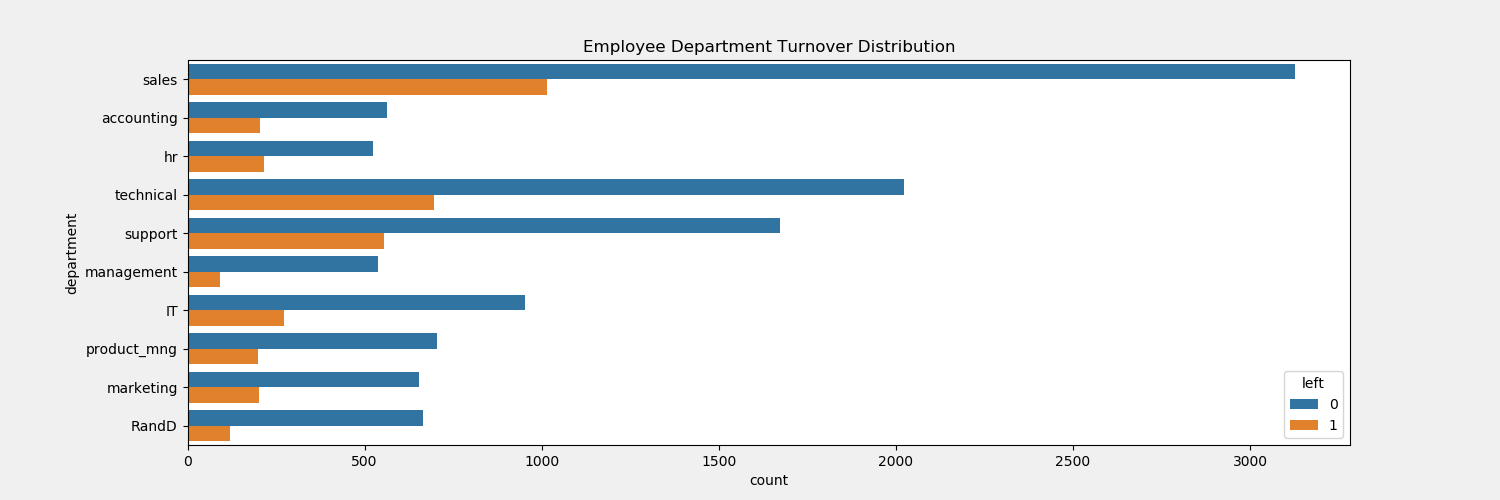 Employee Department Turnover Distribution
department
sales
accounting
hr
technical
support
management
IT
product_mng
marketing
RandD
left
0
1
0 500 1000 1500 2000 2500 3000
count